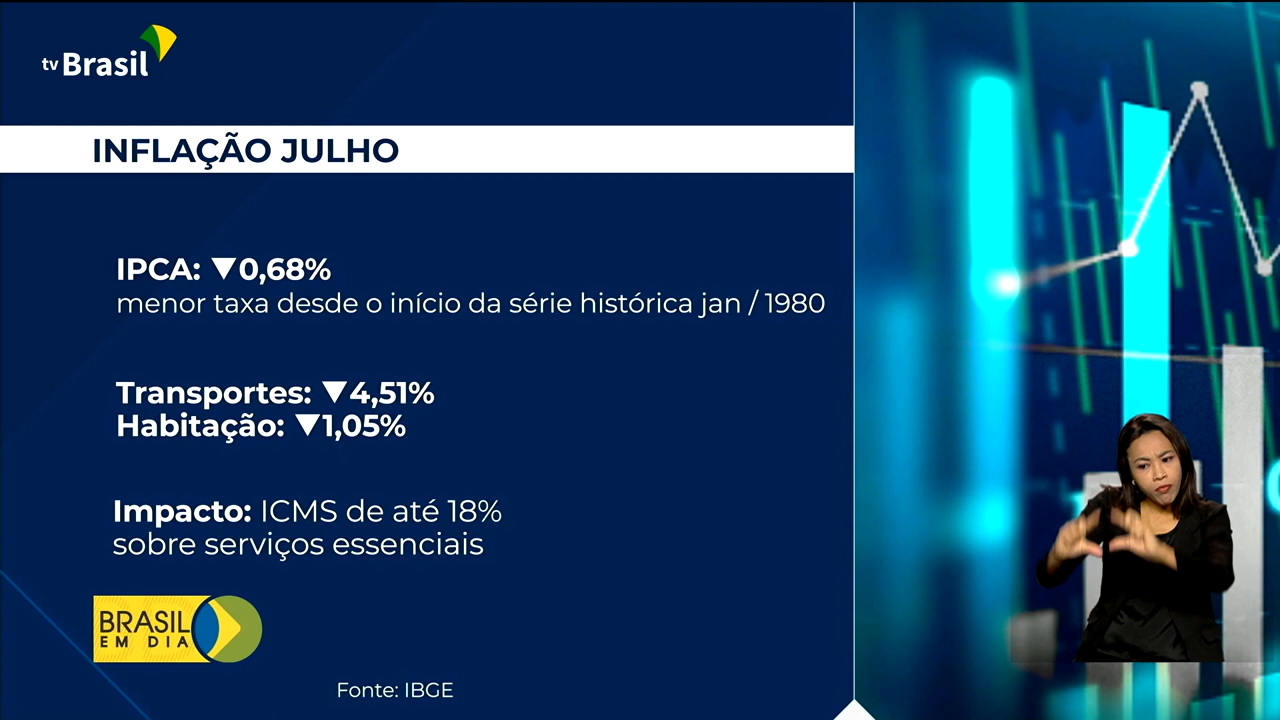 tv Brasil
INFLAÇÃO JULHO
IPCA: ▼0,68%
menor taxa desde o início da série histórica jan / 1980
Transportes: ▼4,51%
Habitação: ▼1,05%
Impacto: ICMS de até 18%
sobre serviços essenciais
BRASIL
EM DIA
Fonte: IBGE